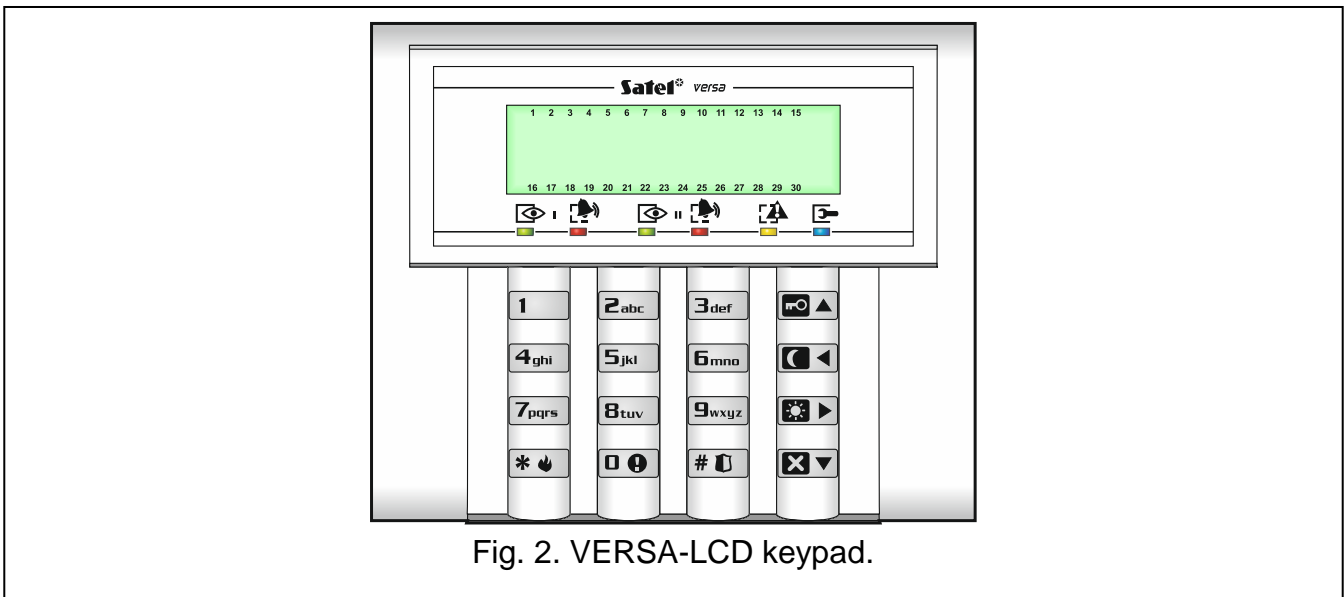 Satel versa
1 2 3 4 5 6 7 8 9 10 11 12 13 14 15
16 17 18 19 20 21 22 23 24 25 26 27 28 29 30
I II
1 2abc 3def
4ghi 5jkl 6mno
7pqrs 8tuv 9wxyz
* 0 #
Fig. 2. VERSA-LCD keypad.